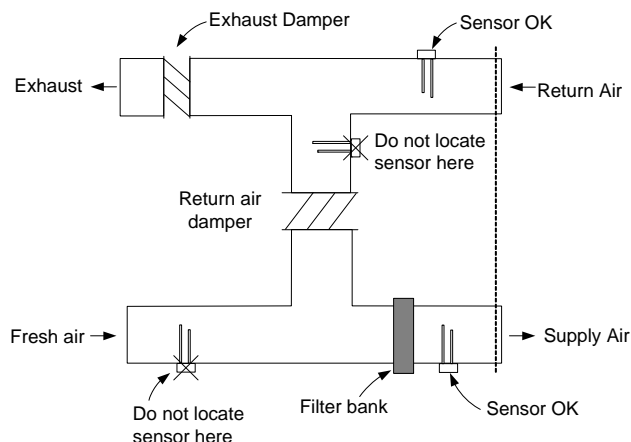 Exhaust Damper
Sensor OK
Exhaust
Return Air
Do not locate
sensor here
Return air
damper
Fresh air
Supply Air
Filter bank
Sensor OK
Do not locate
sensor here